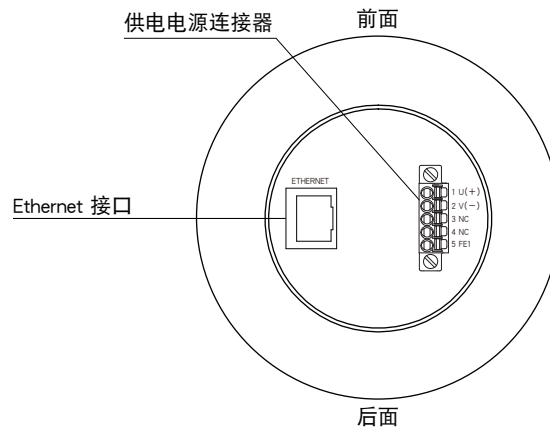 供电电源连接器
前面
ETHERNET
1 U(+)
2 V(−)
3 NC
4 NC
5 FE1
Ethernet 接口
后面